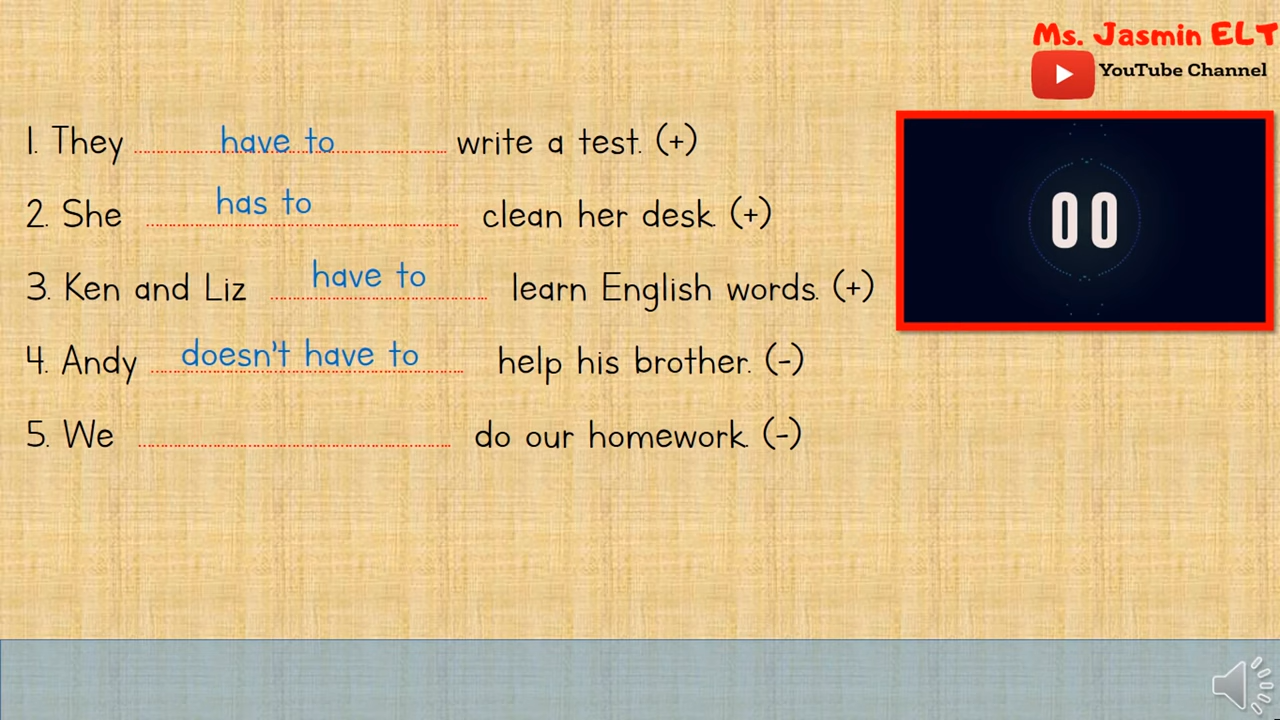 Ms. Jasmin ELT
YouTube Channel
1. They ........ have to ........ write a test. (+)
2. She ........ has to ........ clean her desk. (+)
3. Ken and Liz ........ have to ........ learn English words. (+)
4. Andy ........ doesn't have to ........ help his brother. (-)
5. We ................ do our homework. (-)
00